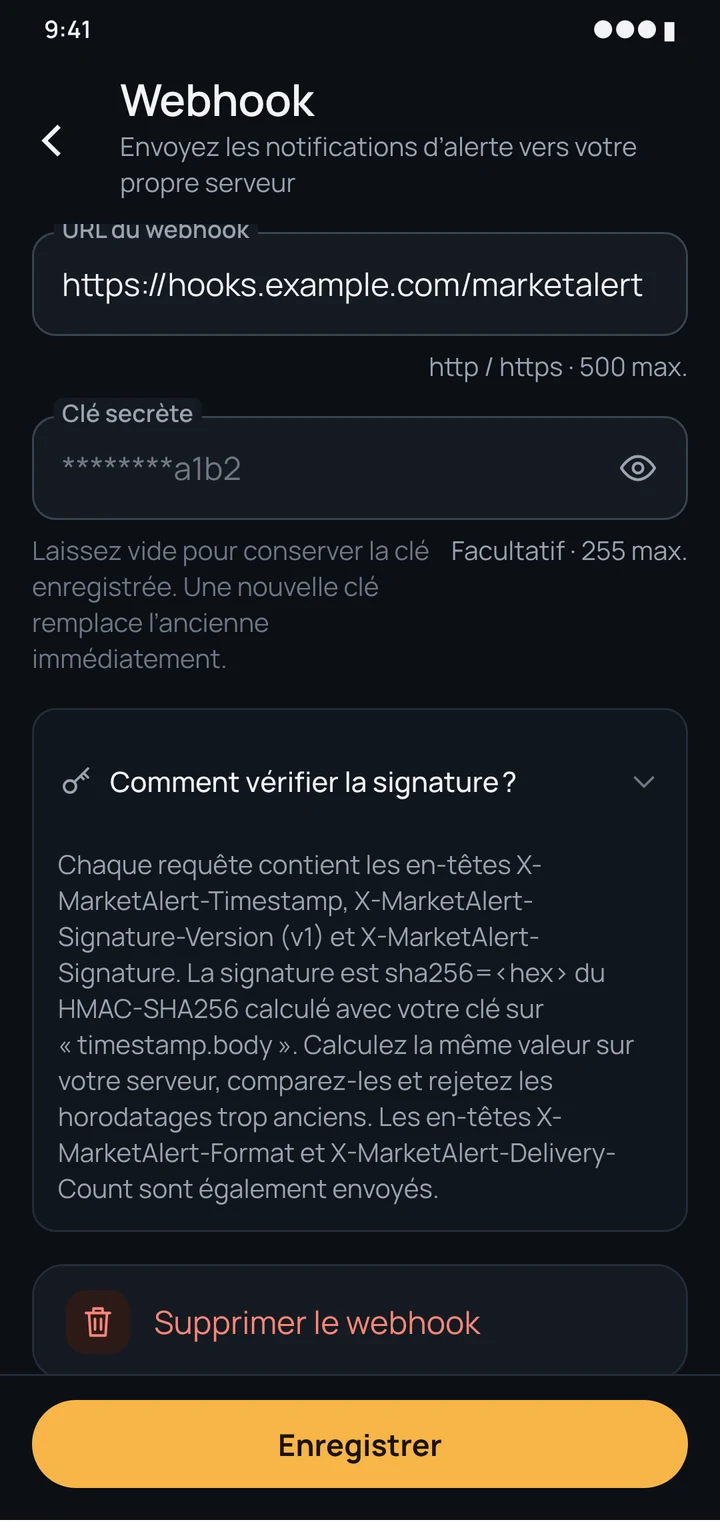 9:41
Webhook
Envoyez les notifications d’alerte vers votre
propre serveur
URL du webhook
https://hooks.example.com/marketalert
http / https · 500 max.
Clé secrète
********a1b2
Laissez vide pour conserver la clé
enregistrée. Une nouvelle clé
remplace l’ancienne
immédiatement.
Facultatif · 255 max.
Comment vérifier la signature ?
Chaque requête contient les en-têtes X-
MarketAlert-Timestamp, X-MarketAlert-
Signature-Version (v1) et X-MarketAlert-
Signature. La signature est sha256=<hex> du
HMAC-SHA256 calculé avec votre clé sur
« timestamp.body ». Calculez la même valeur sur
votre serveur, comparez-les et rejetez les
horodatages trop anciens. Les en-têtes X-
MarketAlert-Format et X-MarketAlert-Delivery-
Count sont également envoyés.
Supprimer le webhook
Enregistrer